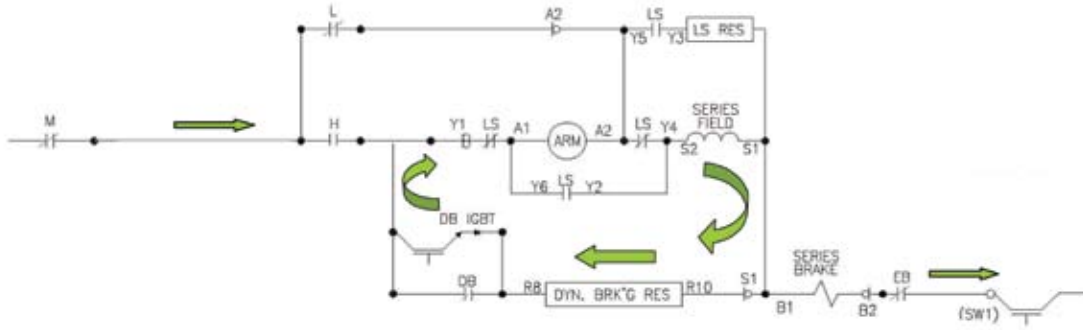 L
A2
LS
Y5
Y3
LS RES
M
H
Y1
LS
A1
ARM
A2
LS
Y4
SERIES
FIELD
S2
S1
Y6
LS
Y2
DB IGBT
DB
R8
DYN. BRK'G RES
R10
S1
SERIES
BRAKE
B1
B2
EB
(SW1)